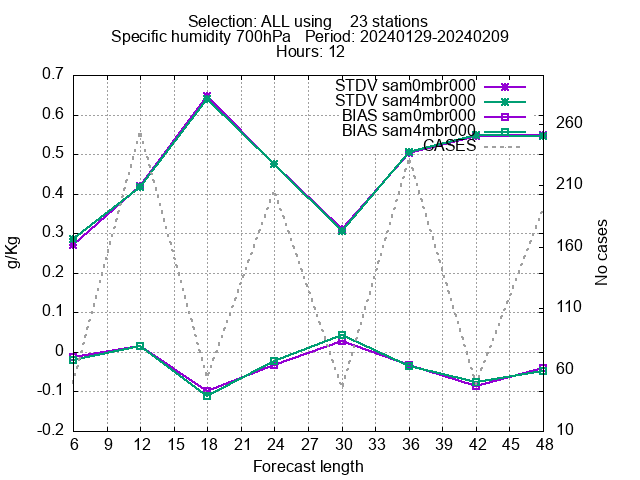 Selection: ALL using    23 stations
Specific humidity 700hPa   Period: 20240129-20240209
Hours: 12
STDV sam0mbr000
STDV sam4mbr000
BIAS sam0mbr000
BIAS sam4mbr000
CASES
0.7
0.6
0.5
0.4
0.3
0.2
0.1
0
-0.1
-0.2
g/Kg
260
210
160
110
60
10
No cases
6 12 18 21 24 27 30 33 36 39 42 45 48
Forecast length